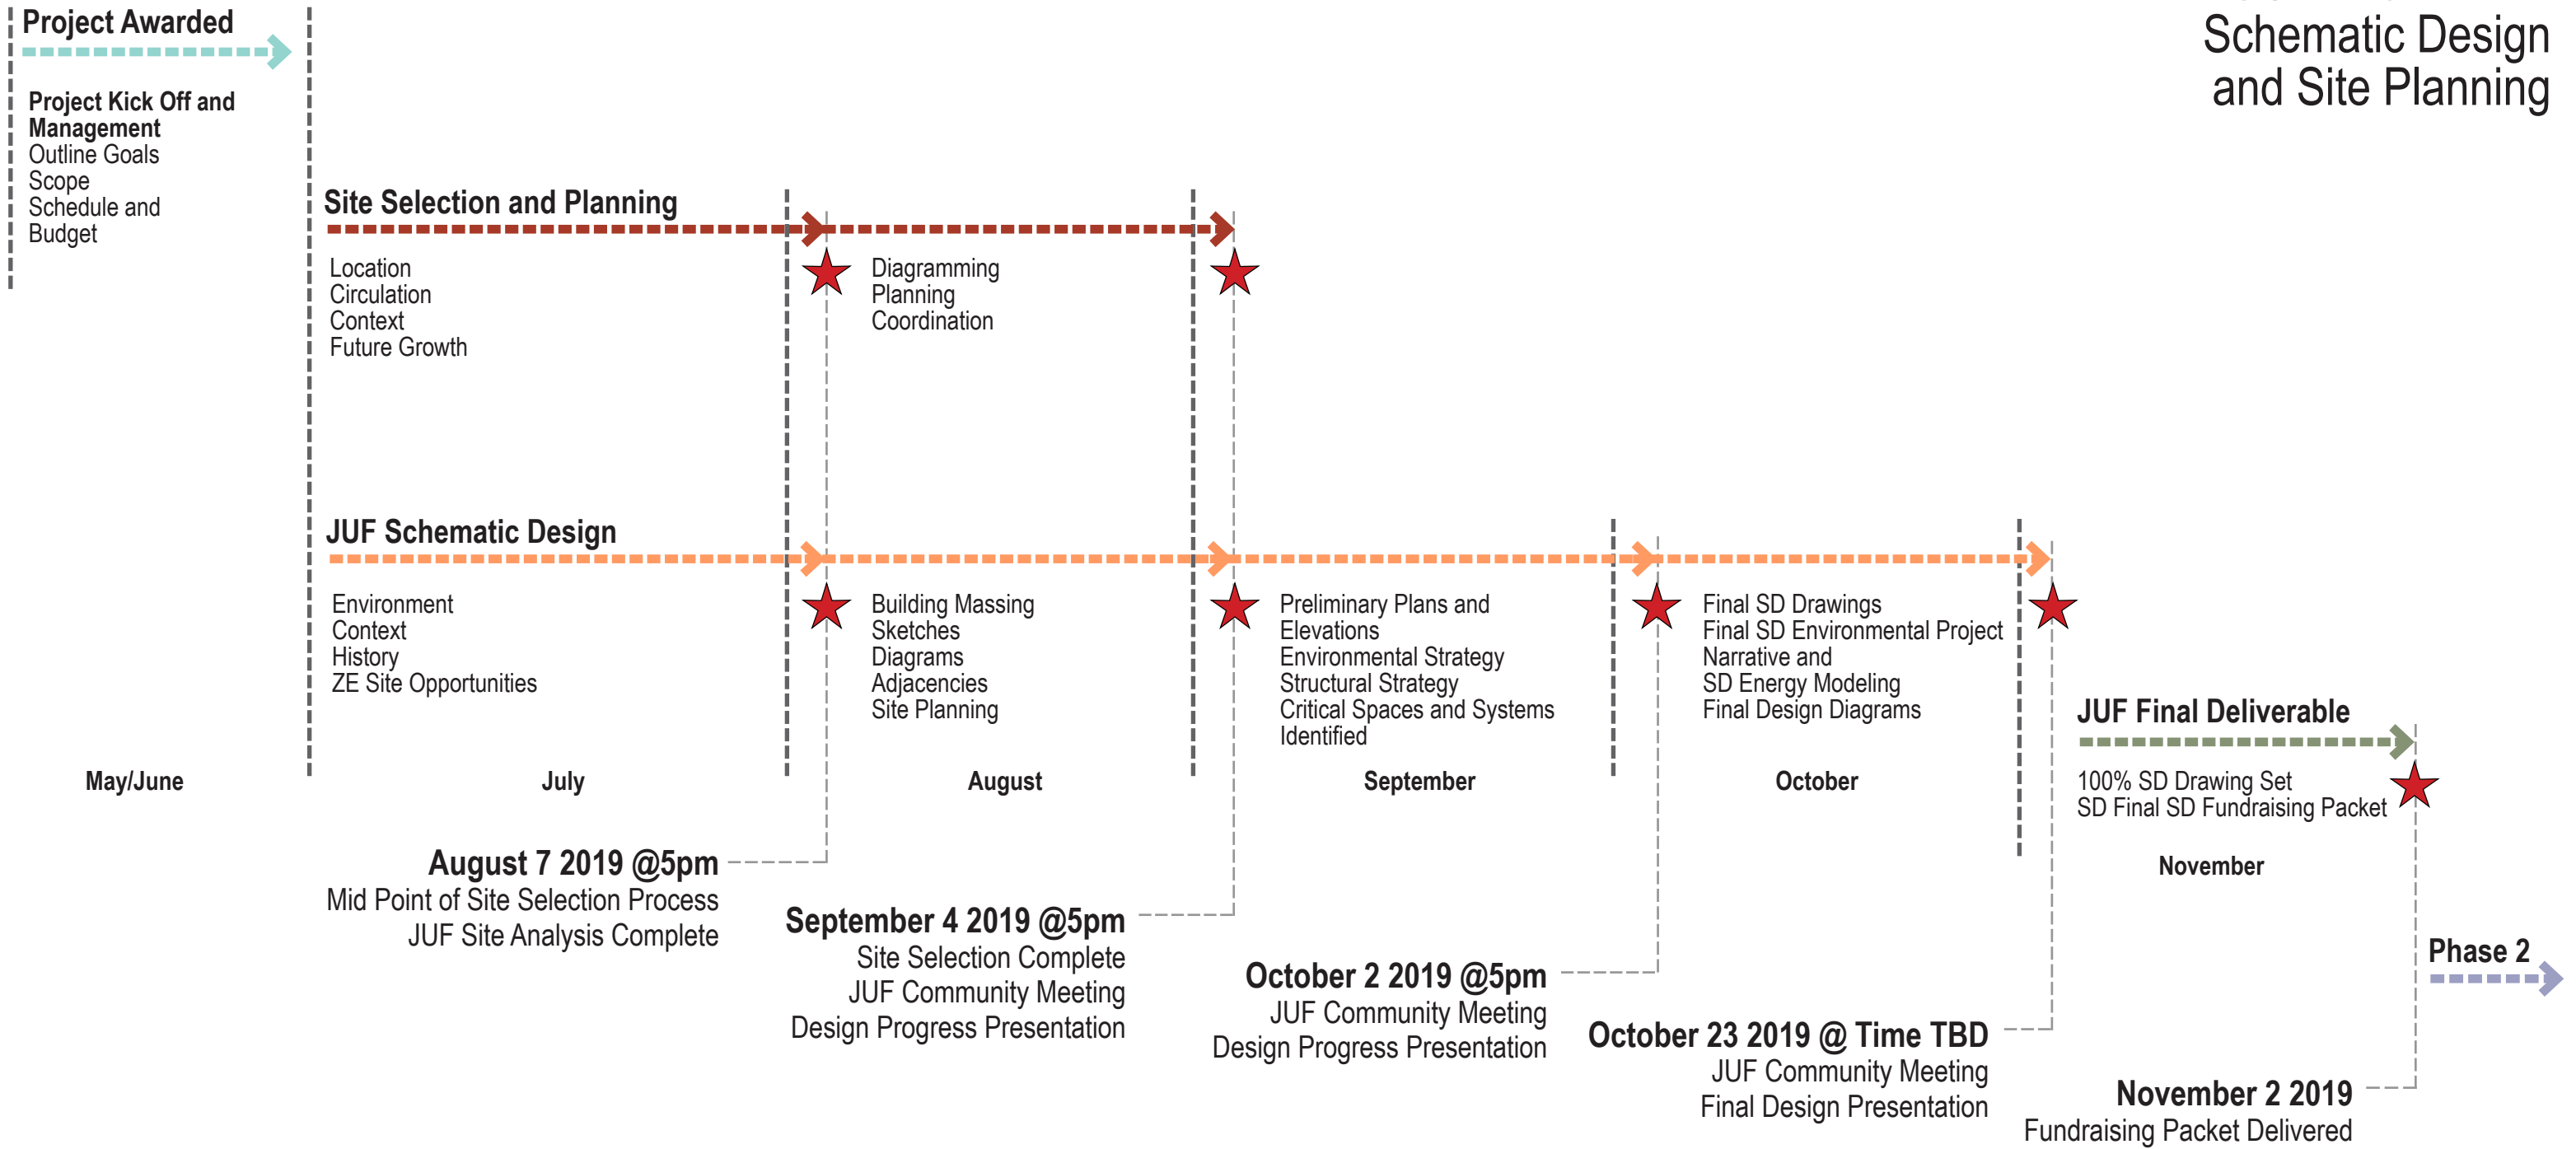 Schematic Design
and Site Planning
Project Awarded
Project Kick Off and
Management
Outline Goals
Scope
Schedule and
Budget
Site Selection and Planning
Location
Circulation
Context
Future Growth
Diagramming
Planning
Coordination
JUF Schematic Design
Environment
Context
History
ZE Site Opportunities
Building Massing
Sketches
Diagrams
Adjacencies
Site Planning
Preliminary Plans and
Elevations
Environmental Strategy
Structural Strategy
Critical Spaces and Systems
Identified
Final SD Drawings
Final SD Environmental Project
Narrative and
SD Energy Modeling
Final Design Diagrams
JUF Final Deliverable
100% SD Drawing Set
SD Final SD Fundraising Packet
May/June
July
August
September
October
November
August 7 2019 @5pm
Mid Point of Site Selection Process
JUF Site Analysis Complete
September 4 2019 @5pm
Site Selection Complete
JUF Community Meeting
Design Progress Presentation
October 2 2019 @5pm
JUF Community Meeting
Design Progress Presentation
October 23 2019 @ Time TBD
JUF Community Meeting
Final Design Presentation
November 2 2019
Fundraising Packet Delivered
Phase 2